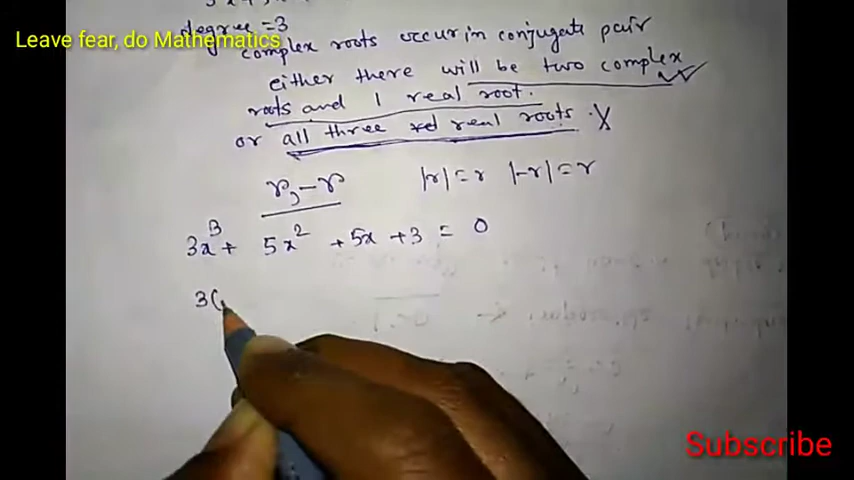 degree = 3
Leave fear, do Mathematics
complex roots occur in conjugate pair
either there will be two complex
roots and 1 real root.
or all three real roots. X
r, -r |r| = r |-r| = r
3x³ + 5x² + 5x + 3 = 0
3(
Subscribe